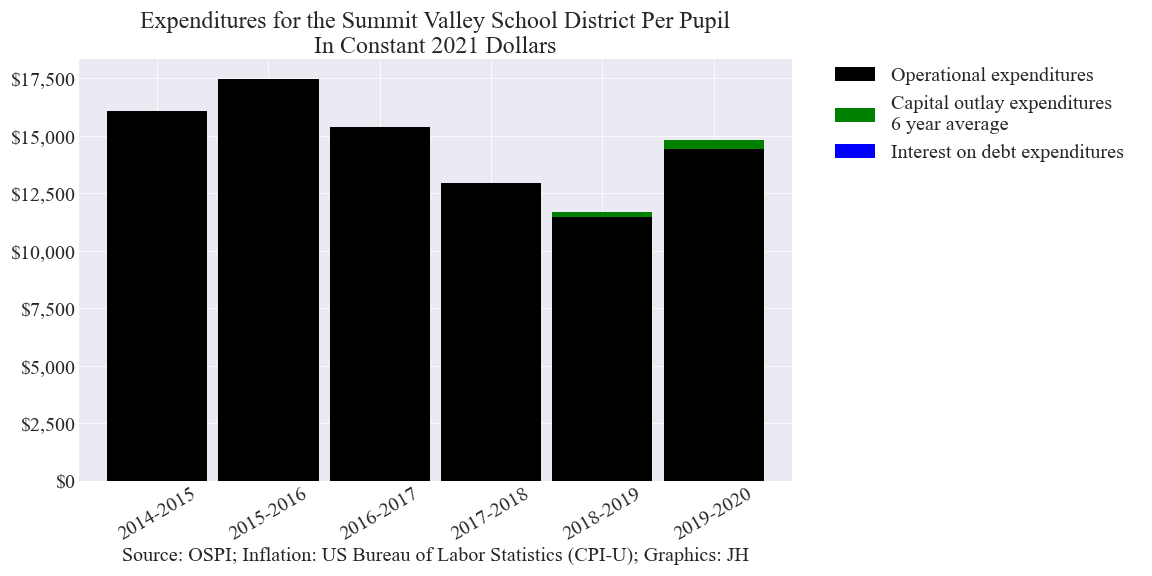 Expenditures for the Summit Valley School District Per Pupil
In Constant 2021 Dollars
$17,500
$15,000
$12,500
$10,000
$7,500
$5,000
$2,500
$0
2014-2015
2015-2016
2016-2017
2017-2018
2018-2019
2019-2020
Source: OSPI; Inflation: US Bureau of Labor Statistics (CPI-U); Graphics: JH
Operational expenditures
Capital outlay expenditures
6 year average
Interest on debt expenditures